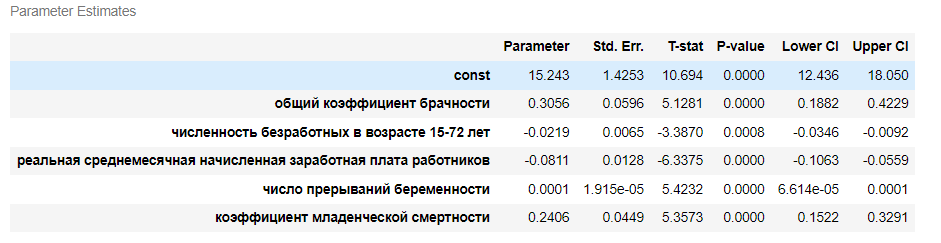 Parameter Estimates
Parameter Std. Err. T-stat P-value Lower CI Upper CI
const 15.243 1.4253 10.694 0.0000 12.436 18.050
общий коэффициент брачности 0.3056 0.0596 5.1281 0.0000 0.1882 0.4229
численность безработных в возрасте 15-72 лет -0.0219 0.0065 -3.3870 0.0008 -0.0346 -0.0092
реальная среднемесячная начисленная заработная плата работников -0.0811 0.0128 -6.3375 0.0000 -0.1063 -0.0559
число прерываний беременности 0.0001 1.915e-05 5.4232 0.0000 6.614e-05 0.0001
коэффициент младенческой смертности 0.2406 0.0449 5.3573 0.0000 0.1522 0.3291